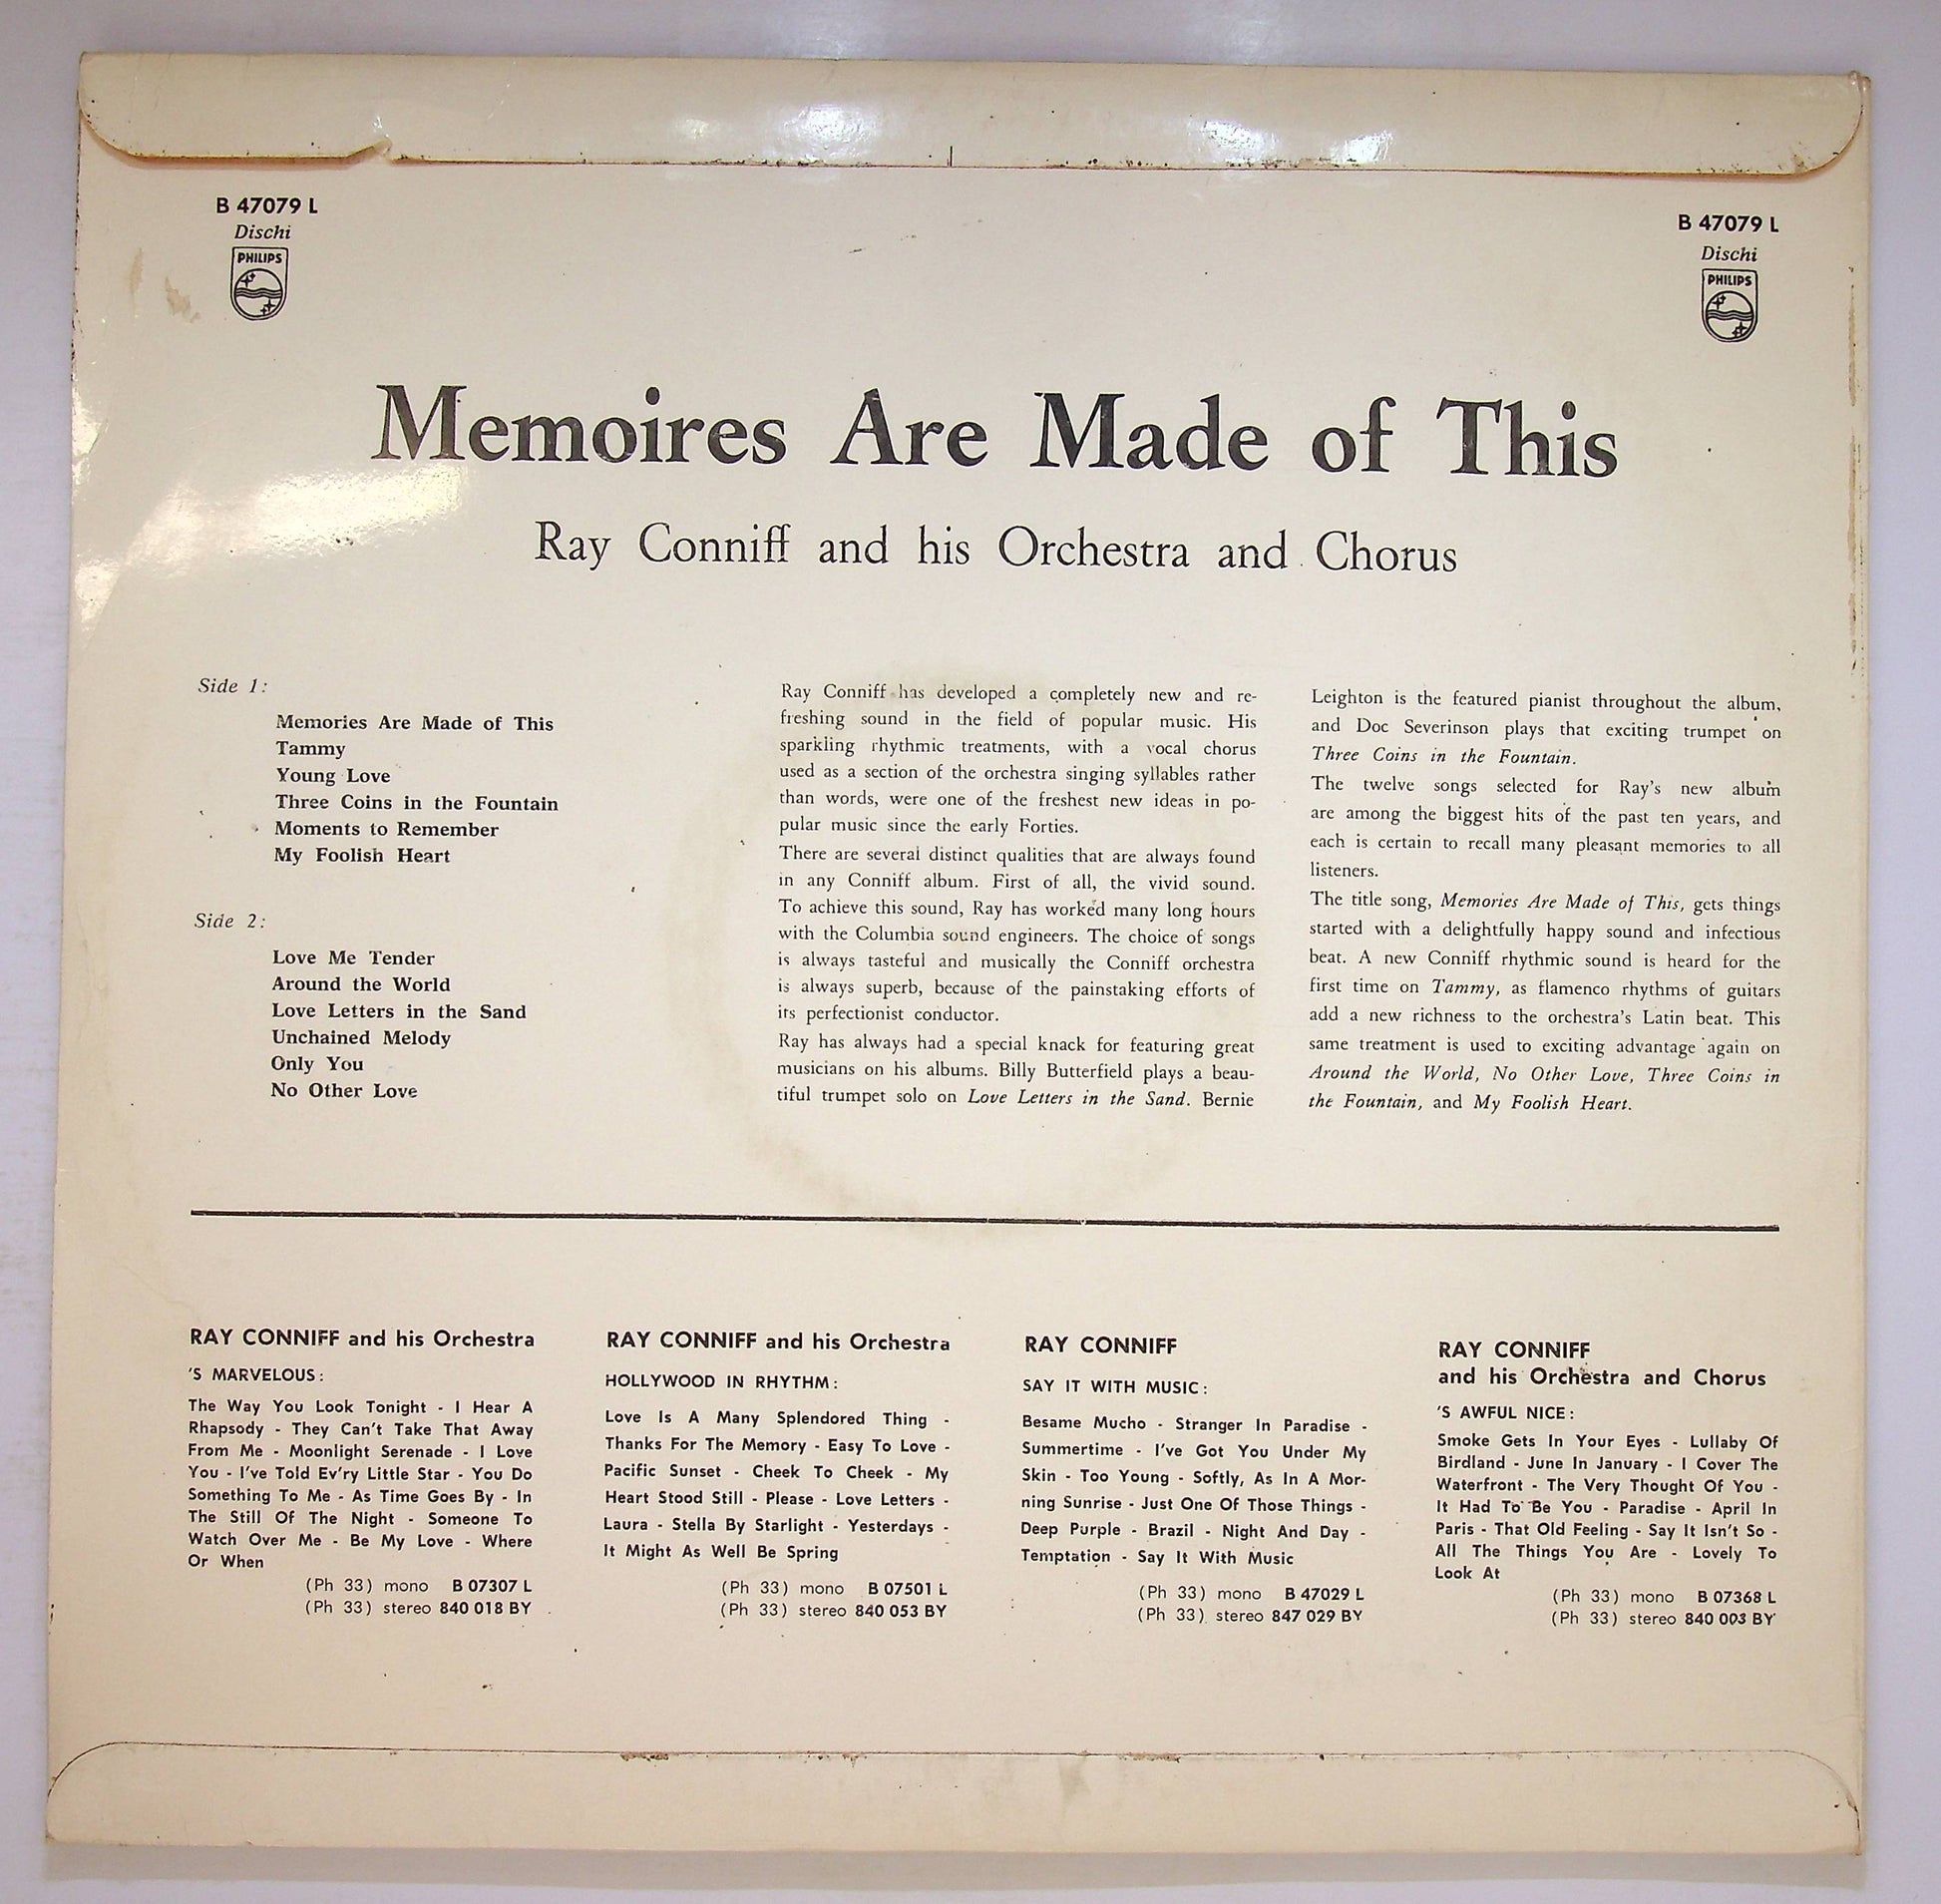 B 47079 L
Dischi
PHILIPS
B 47079 L
Dischi
PHILIPS
Memoires Are Made of This
Ray Conniff and his Orchestra and Chorus
Side 1:
Memories Are Made of This
Tammy
Young Love
Three Coins in the Fountain
Moments to Remember
My Foolish Heart
Side 2:
Love Me Tender
Around the World
Love Letters in the Sand
Unchained Melody
Only You
No Other Love
Ray Conniff has developed a completely new and re-
freshing sound in the field of popular music. His
sparkling rhythmic treatments, with a vocal chorus
used as a section of the orchestra singing syllables rather
than words, were one of the freshest new ideas in po-
pular music since the early Forties.
There are several distinct qualities that are always found
in any Conniff album. First of all, the vivid sound.
To achieve this sound, Ray has worked many long hours
with the Columbia sound engineers. The choice of songs
is always tasteful and musically the Conniff orchestra
is always superb, because of the painstaking efforts of
its perfectionist conductor.
Ray has always had a special knack for featuring great
musicians on his albums. Billy Butterfield plays a beau-
tiful trumpet solo on Love Letters in the Sand. Bernie
Leighton is the featured pianist throughout the album,
and Doc Severinson plays that exciting trumpet on
Three Coins in the Fountain.
The twelve songs selected for Ray's new album
are among the biggest hits of the past ten years, and
each is certain to recall many pleasant memories to all
listeners.
The title song, Memories Are Made of This, gets things
started with a delightfully happy sound and infectious
beat. A new Conniff rhythmic sound is heard for the
first time on Tammy, as flamenco rhythms of guitars
add a new richness to the orchestra's Latin beat. This
same treatment is used to exciting advantage again on
Around the World, No Other Love, Three Coins in
the Fountain, and My Foolish Heart.
RAY CONNIFF and his Orchestra
'S MARVELOUS:
The Way You Look Tonight - I Hear A
Rhapsody - They Can't Take That Away
From Me - Moonlight Serenade - I Love
You - I've Told Ev'ry Little Star - You Do
Something To Me - As Time Goes By - In
The Still Of The Night - Someone To
Watch Over Me - Be My Love - Where
Or When
(Ph 33) mono B 07307 L
(Ph 33) stereo 840 018 BY
RAY CONNIFF and his Orchestra
HOLLYWOOD IN RHYTHM:
Love Is A Many Splendored Thing -
Thanks For The Memory - Easy To Love -
Pacific Sunset - Cheek To Cheek - My
Heart Stood Still - Please - Love Letters -
Laura - Stella By Starlight - Yesterdays -
It Might As Well Be Spring
(Ph 33) mono B 07501 L
(Ph 33) stereo 840 053 BY
RAY CONNIFF
SAY IT WITH MUSIC:
Besame Mucho - Stranger In Paradise -
Summertime - I've Got You Under My
Skin - Too Young - Softly, As In A Mor-
ning Sunrise - Just One Of Those Things -
Deep Purple - Brazil - Night And Day -
Temptation - Say It With Music
(Ph 33) mono B 47029 L
(Ph 33) stereo 847 029 BY
RAY CONNIFF
and his Orchestra and Chorus
'S AWFUL NICE:
Smoke Gets In Your Eyes - Lullaby Of
Birdland - June In January - I Cover The
Waterfront - The Very Thought Of You -
It Had To Be You - Paradise - April In
Paris - That Old Feeling - Say It Isn't So -
All The Things You Are - Lovely To
Look At
(Ph 33) mono B 07368 L
(Ph 33) stereo 840 003 BY